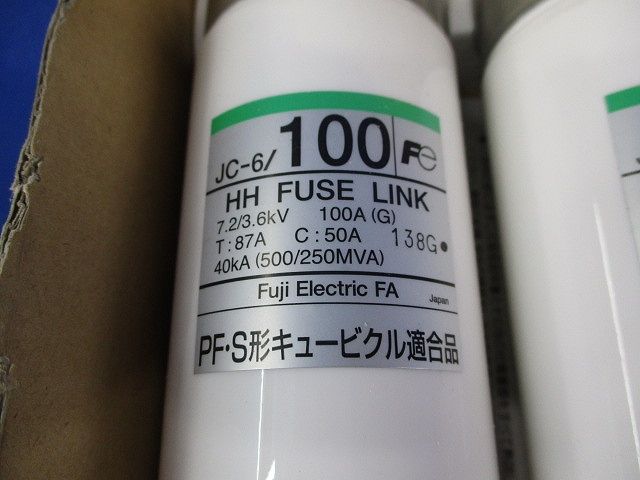 JC-6/100 Fe
HH FUSE LINK
7.2/3.6kV 100A (G)
T : 87A C : 50A 138G●
40kA (500/250MVA)
Fuji Electric FA Japan
PF・S形キュービクル適合品